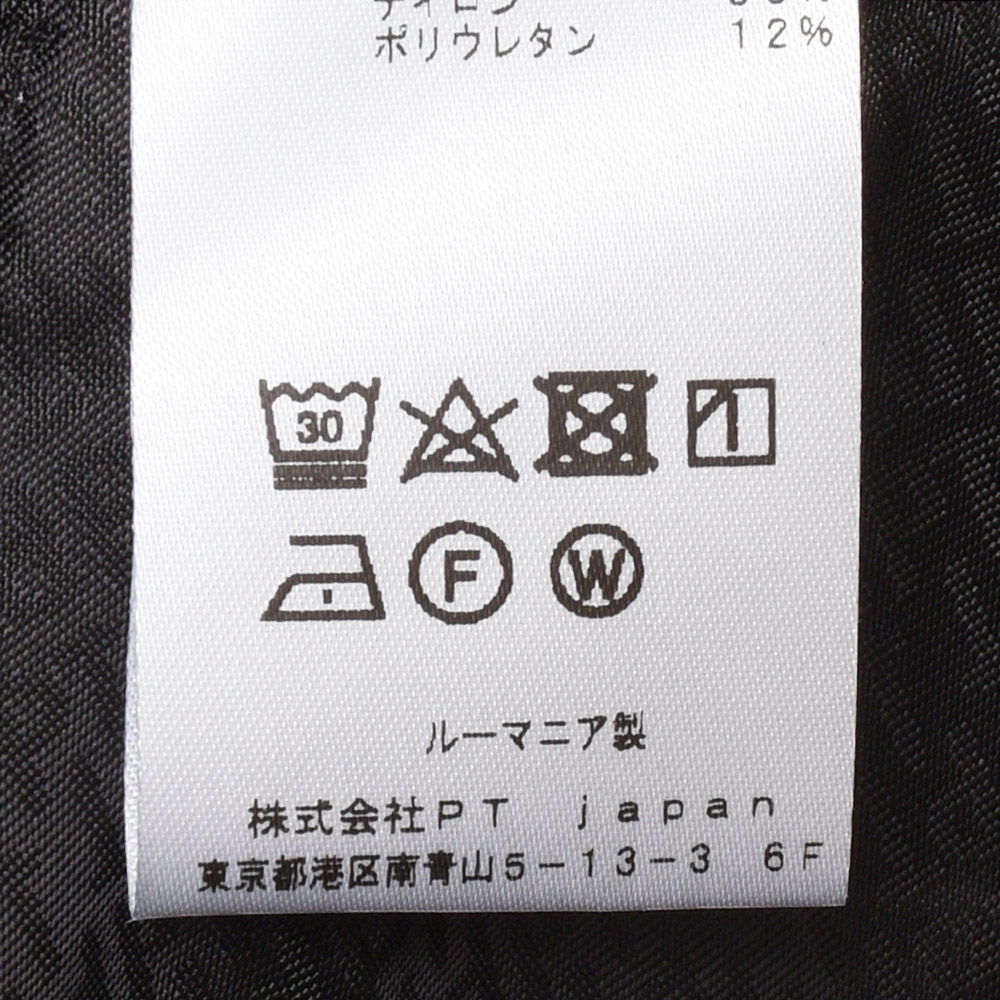 ポリウレタン 12%
30
F W
ルーマニア製
株式会社PT japan
東京都港区南青山5-13-3 6F